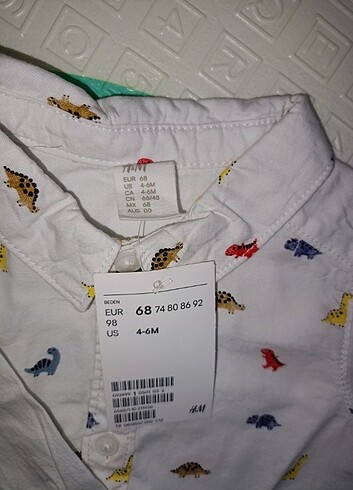 H&M
EUR 68
US 4-6M
CA 4-6M
CN 66/48
MX 68
AUS 00
BEDEN
EUR 68 74 80 86 92
98
US 4-6M
H&M